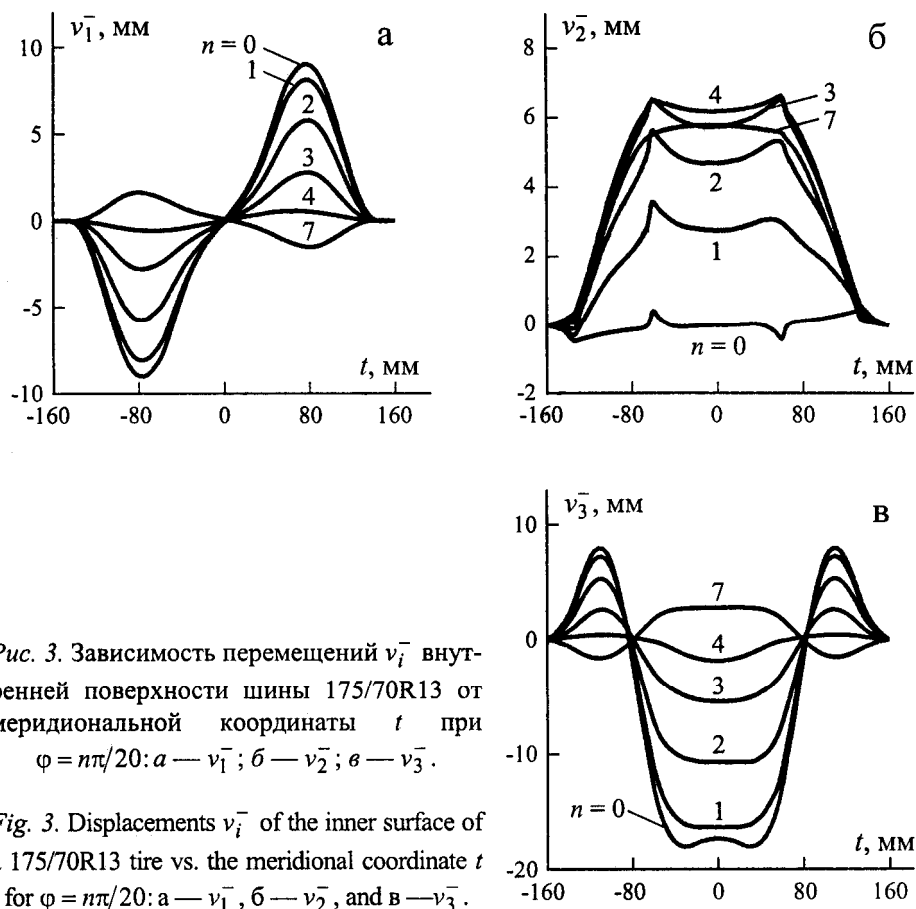 v₁⁻, мм
а
n = 0
1
2
3
4
7
10
5
0
-5
-10
t, мм
-160 -80 0 80 160
v₂⁻, мм
б
8
6
4
2
0
-2
4
3
7
2
1
n = 0
t, мм
-160 -80 0 80 160
v₃⁻, мм
в
10
0
-10
-20
7
4
3
2
1
n = 0
t, мм
-160 -80 0 80 160
Рис. 3. Зависимость перемещений vᵢ⁻ внут-
ренней поверхности шины 175/70R13 от
меридиональной координаты t при
φ = nπ/20: а — v₁⁻ ; б — v₂⁻ ; в — v₃⁻ .
Fig. 3. Displacements vᵢ⁻ of the inner surface of
175/70R13 tire vs. the meridional coordinate t
for φ = nπ/20: а — v₁⁻, б — v₂⁻, and в —v₃⁻.